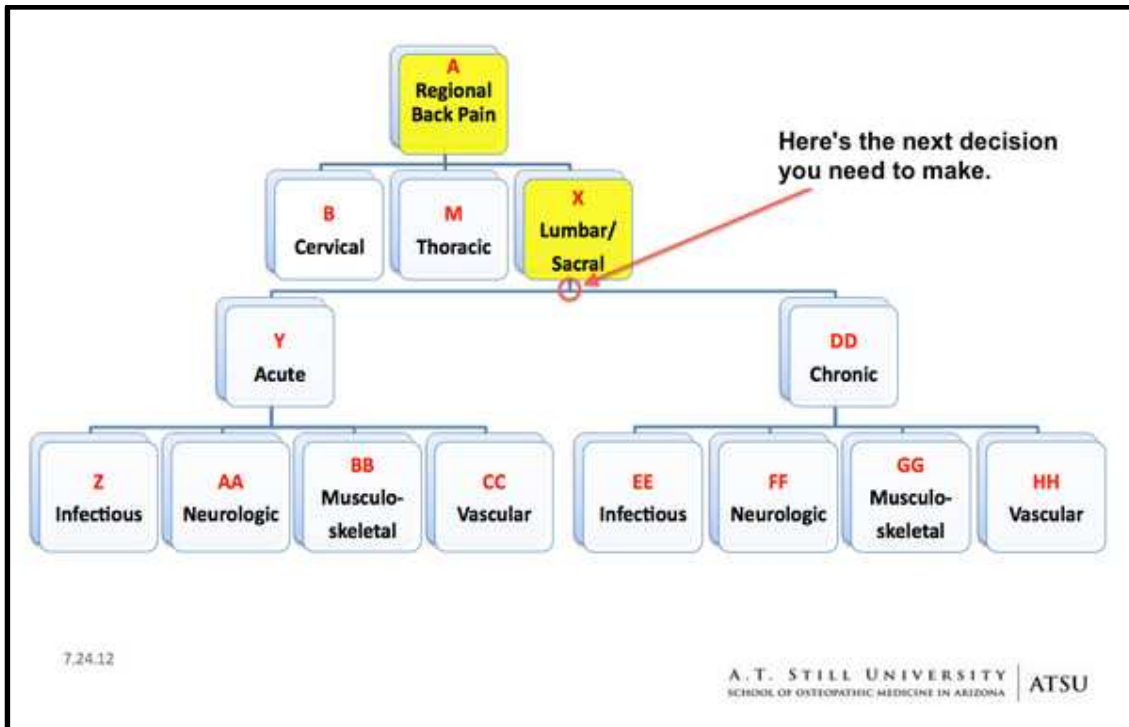 A
Regional
Back Pain
Here's the next decision
you need to make.
B
Cervical
M
Thoracic
X
Lumbar/
Sacral
Y
Acute
DD
Chronic
Z
Infectious
AA
Neurologic
BB
Musculo-
skeletal
CC
Vascular
EE
Infectious
FF
Neurologic
GG
Musculo-
skeletal
HH
Vascular
7.24.12
A.T. STILL UNIVERSITY
SCHOOL OF OSTEOPATHIC MEDICINE IN ARIZONA
ATSU